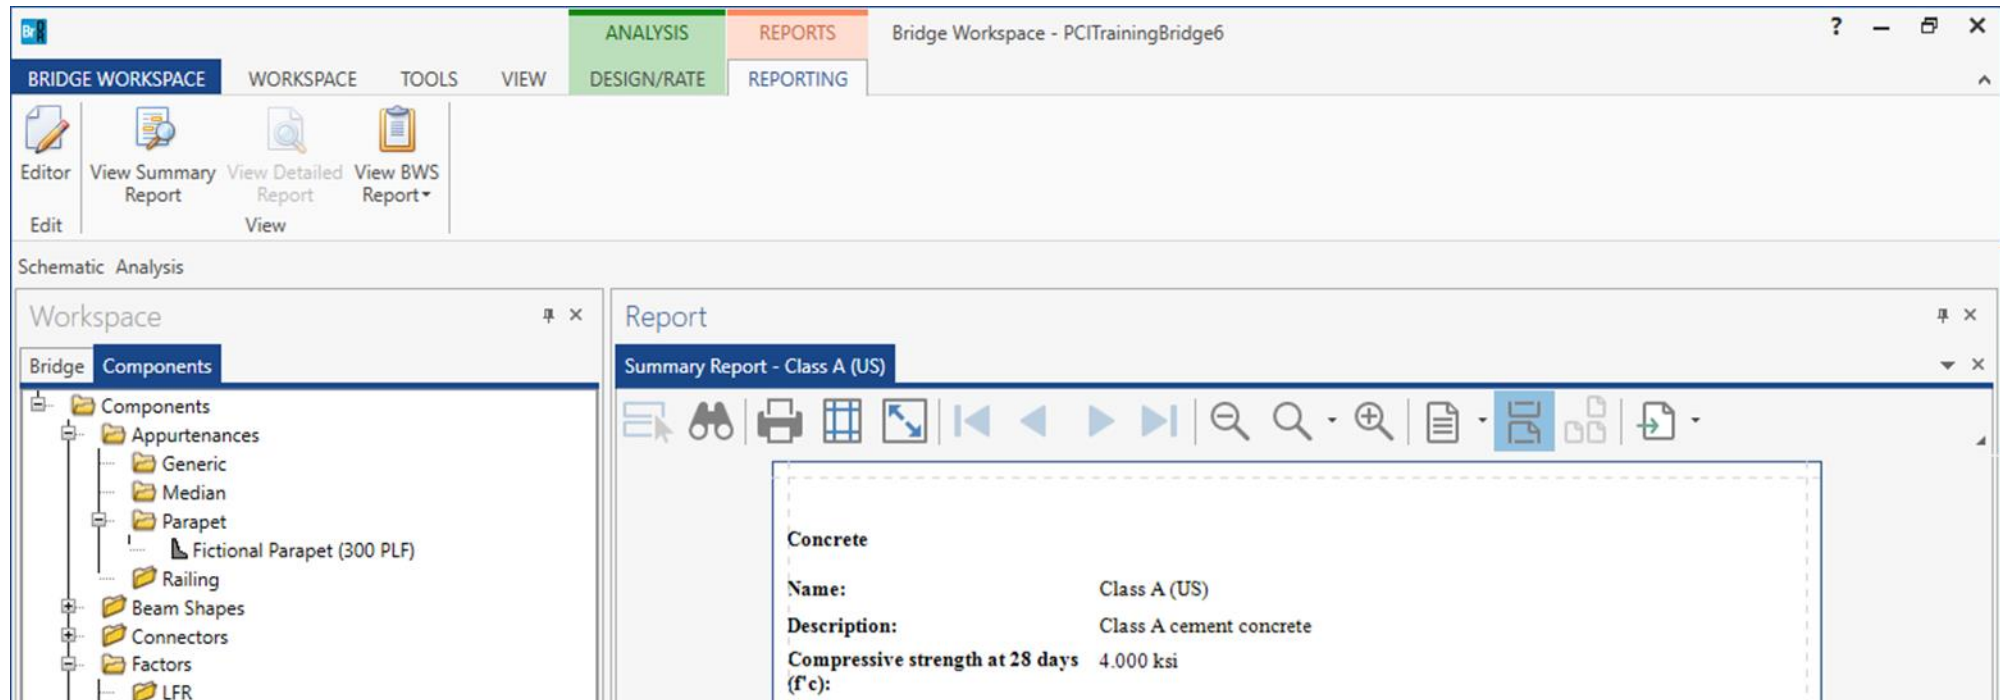 Br
ANALYSIS
REPORTS
Bridge Workspace - PCITrainingBridge6
?
BRIDGE WORKSPACE
WORKSPACE
TOOLS
VIEW
DESIGN/RATE
REPORTING
Editor
View Summary
Report
View Detailed
Report
View BWS
Report
Edit
View
Schematic Analysis
Workspace
Bridge
Components
Components
Appurtenances
Generic
Median
Parapet
Fictional Parapet (300 PLF)
Railing
Beam Shapes
Connectors
Factors
LFR
Report
Summary Report - Class A (US)
Concrete
Name: Class A (US)
Description: Class A cement concrete
Compressive strength at 28 days 4.000 ksi
(f'c):